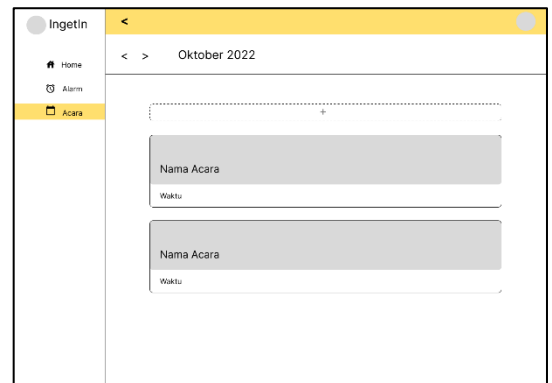 IngetIn
Home
Alarm
Acara
<
< > Oktober 2022
+
Nama Acara
Waktu
Nama Acara
Waktu